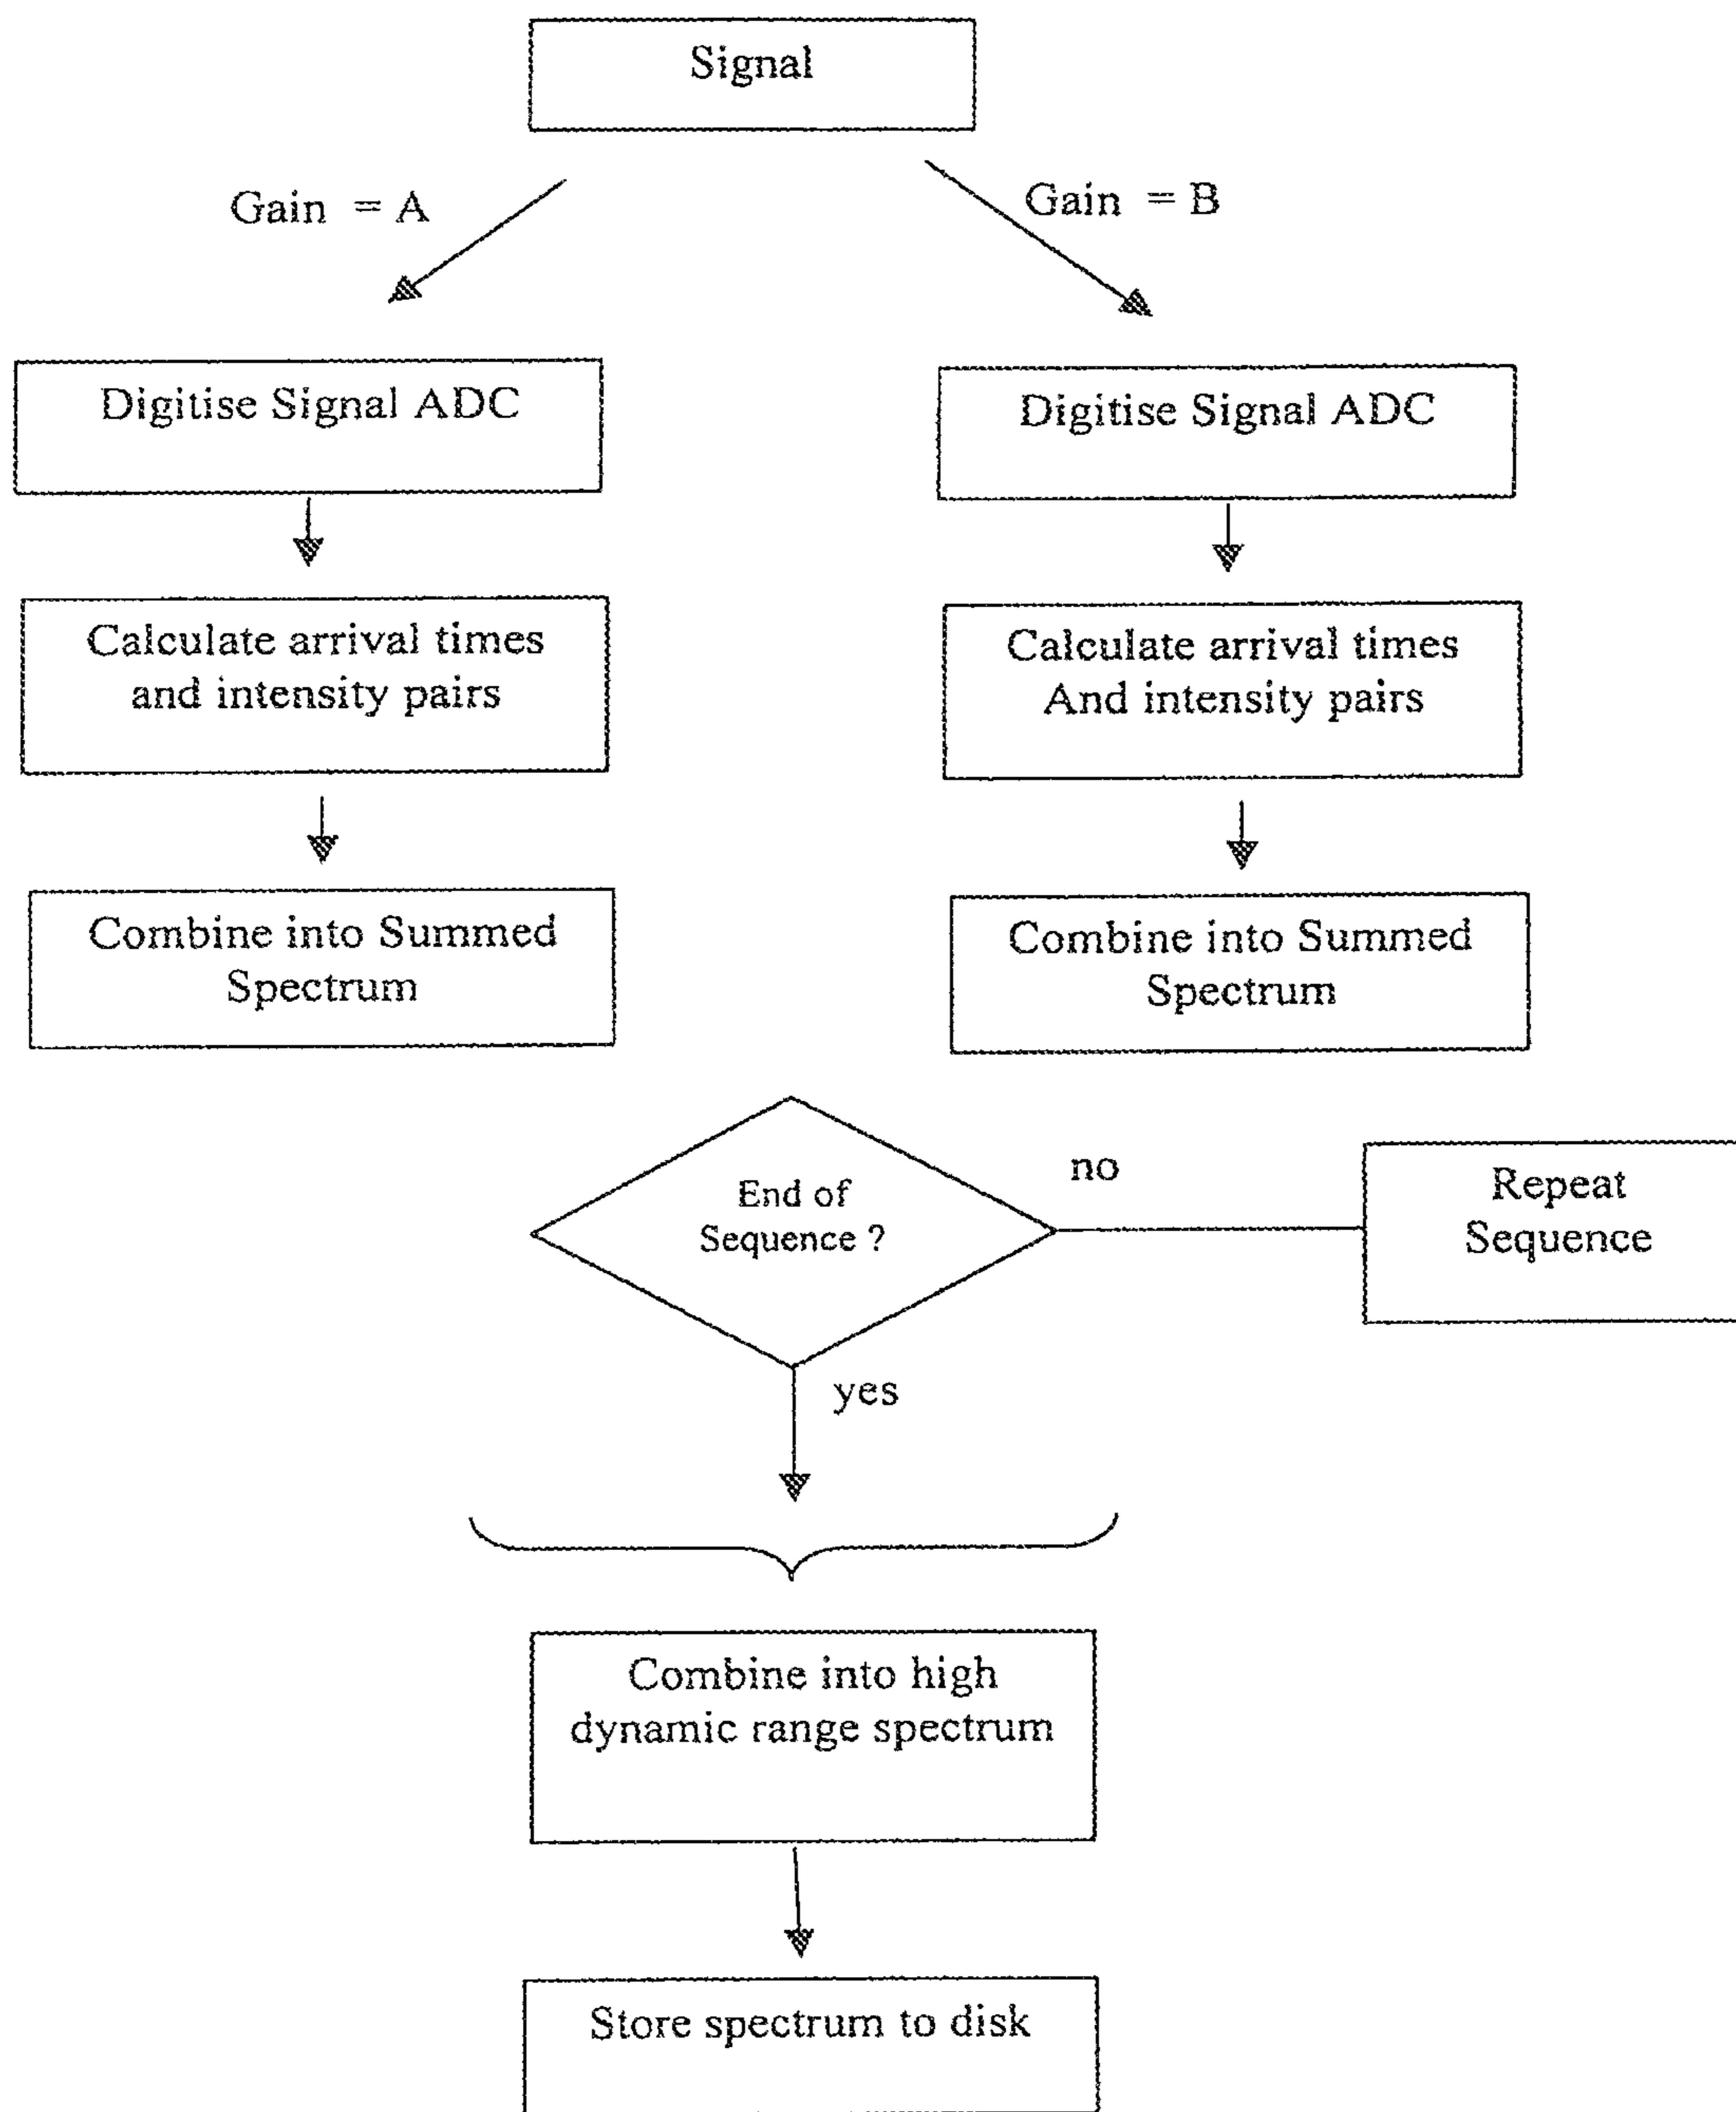 Signal
Gain = A
Gain = B
Digitise Signal ADC
Digitise Signal ADC
Calculate arrival times
and intensity pairs
Calculate arrival times
And intensity pairs
Combine into Summed
Spectrum
Combine into Summed
Spectrum
End of
Sequence ?
no
Repeat
Sequence
yes
Combine into high
dynamic range spectrum
Store spectrum to disk